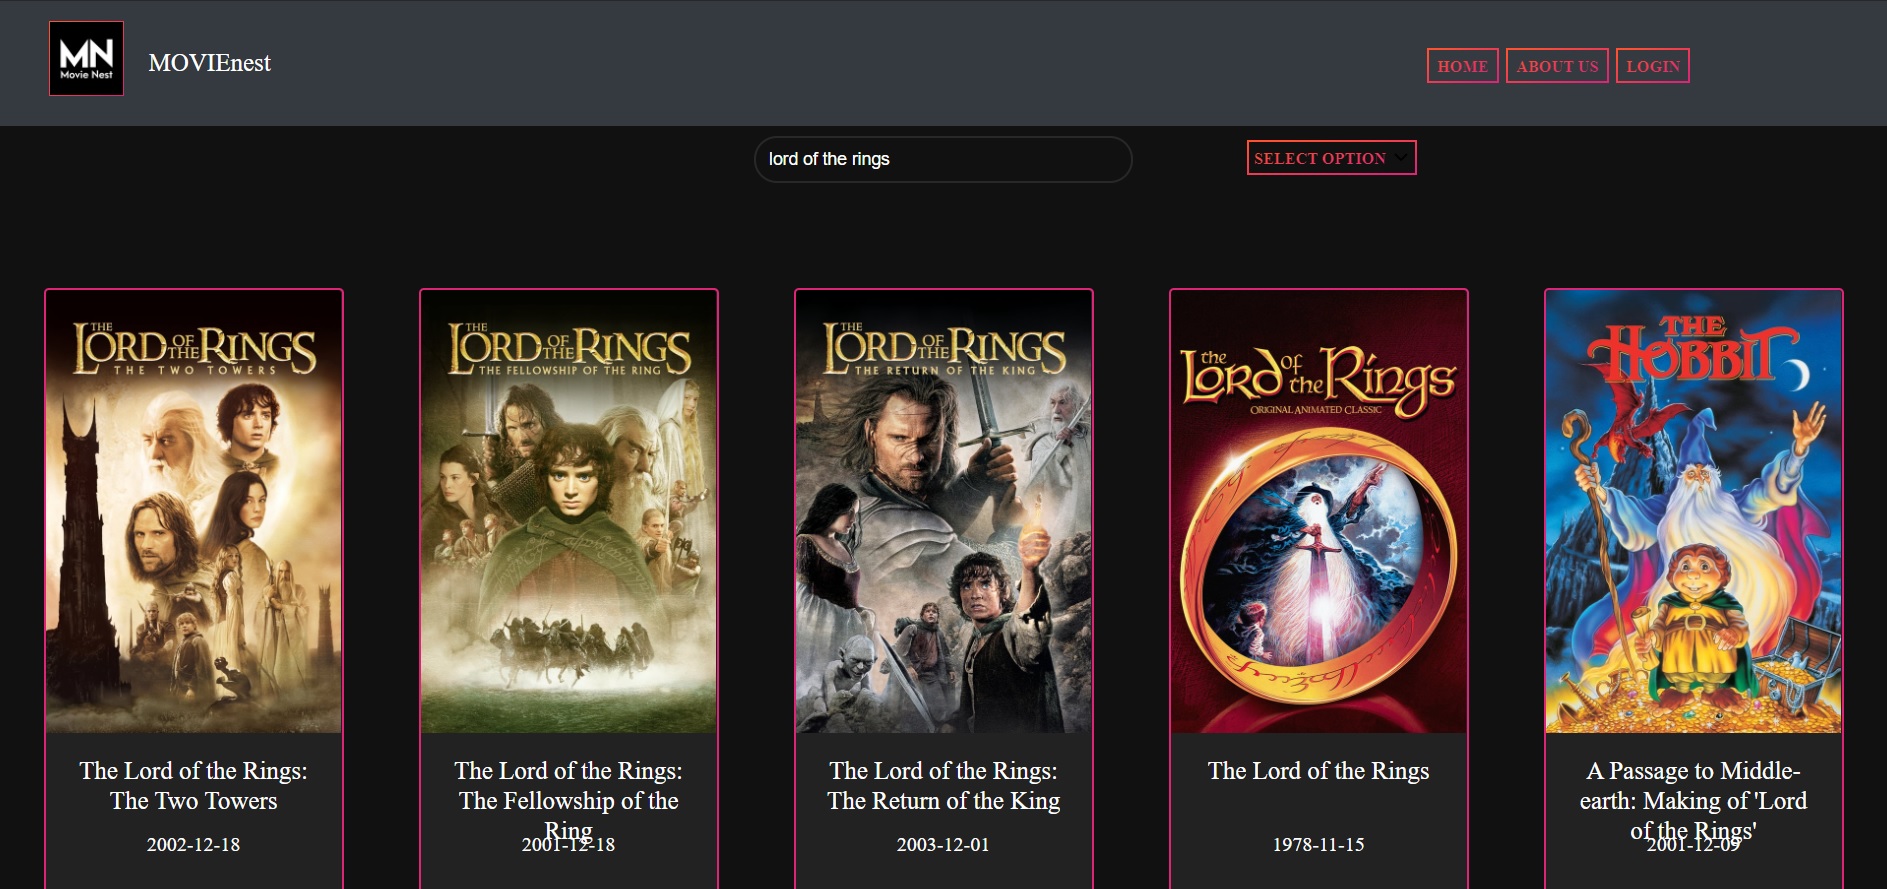 MN
Movie Nest
MOVIEnest
HOME
ABOUT US
LOGIN
lord of the rings
SELECT OPTION
THE
LORD OF THE RINGS
THE TWO TOWERS
THE
LORD OF THE RINGS
THE FELLOWSHIP OF THE RING
THE
LORD OF THE RINGS
THE RETURN OF THE KING
the
Lord of the Rings
ORIGINAL ANIMATED CLASSIC
THE
HOBBIT
The Lord of the Rings:
The Two Towers
2002-12-18
The Lord of the Rings:
The Fellowship of the
Ring
2001-12-18
The Lord of the Rings:
The Return of the King
2003-12-01
The Lord of the Rings
1978-11-15
A Passage to Middle-
earth: Making of 'Lord
of the Rings'
2001-12-09